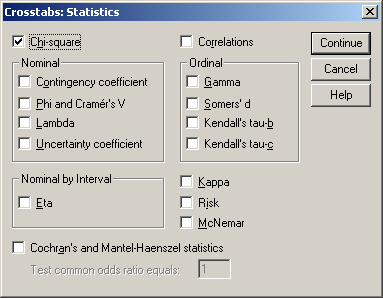 Crosstabs: Statistics
Chi-square
Correlations
Continue
Cancel
Help
Nominal
Contingency coefficient
Phi and Cramér's V
Lambda
Uncertainty coefficient
Ordinal
Gamma
Somers' d
Kendall's tau-b
Kendall's tau-c
Nominal by Interval
Eta
Kappa
Risk
McNemar
Cochran's and Mantel-Haenszel statistics
Test common odds ratio equals: 1